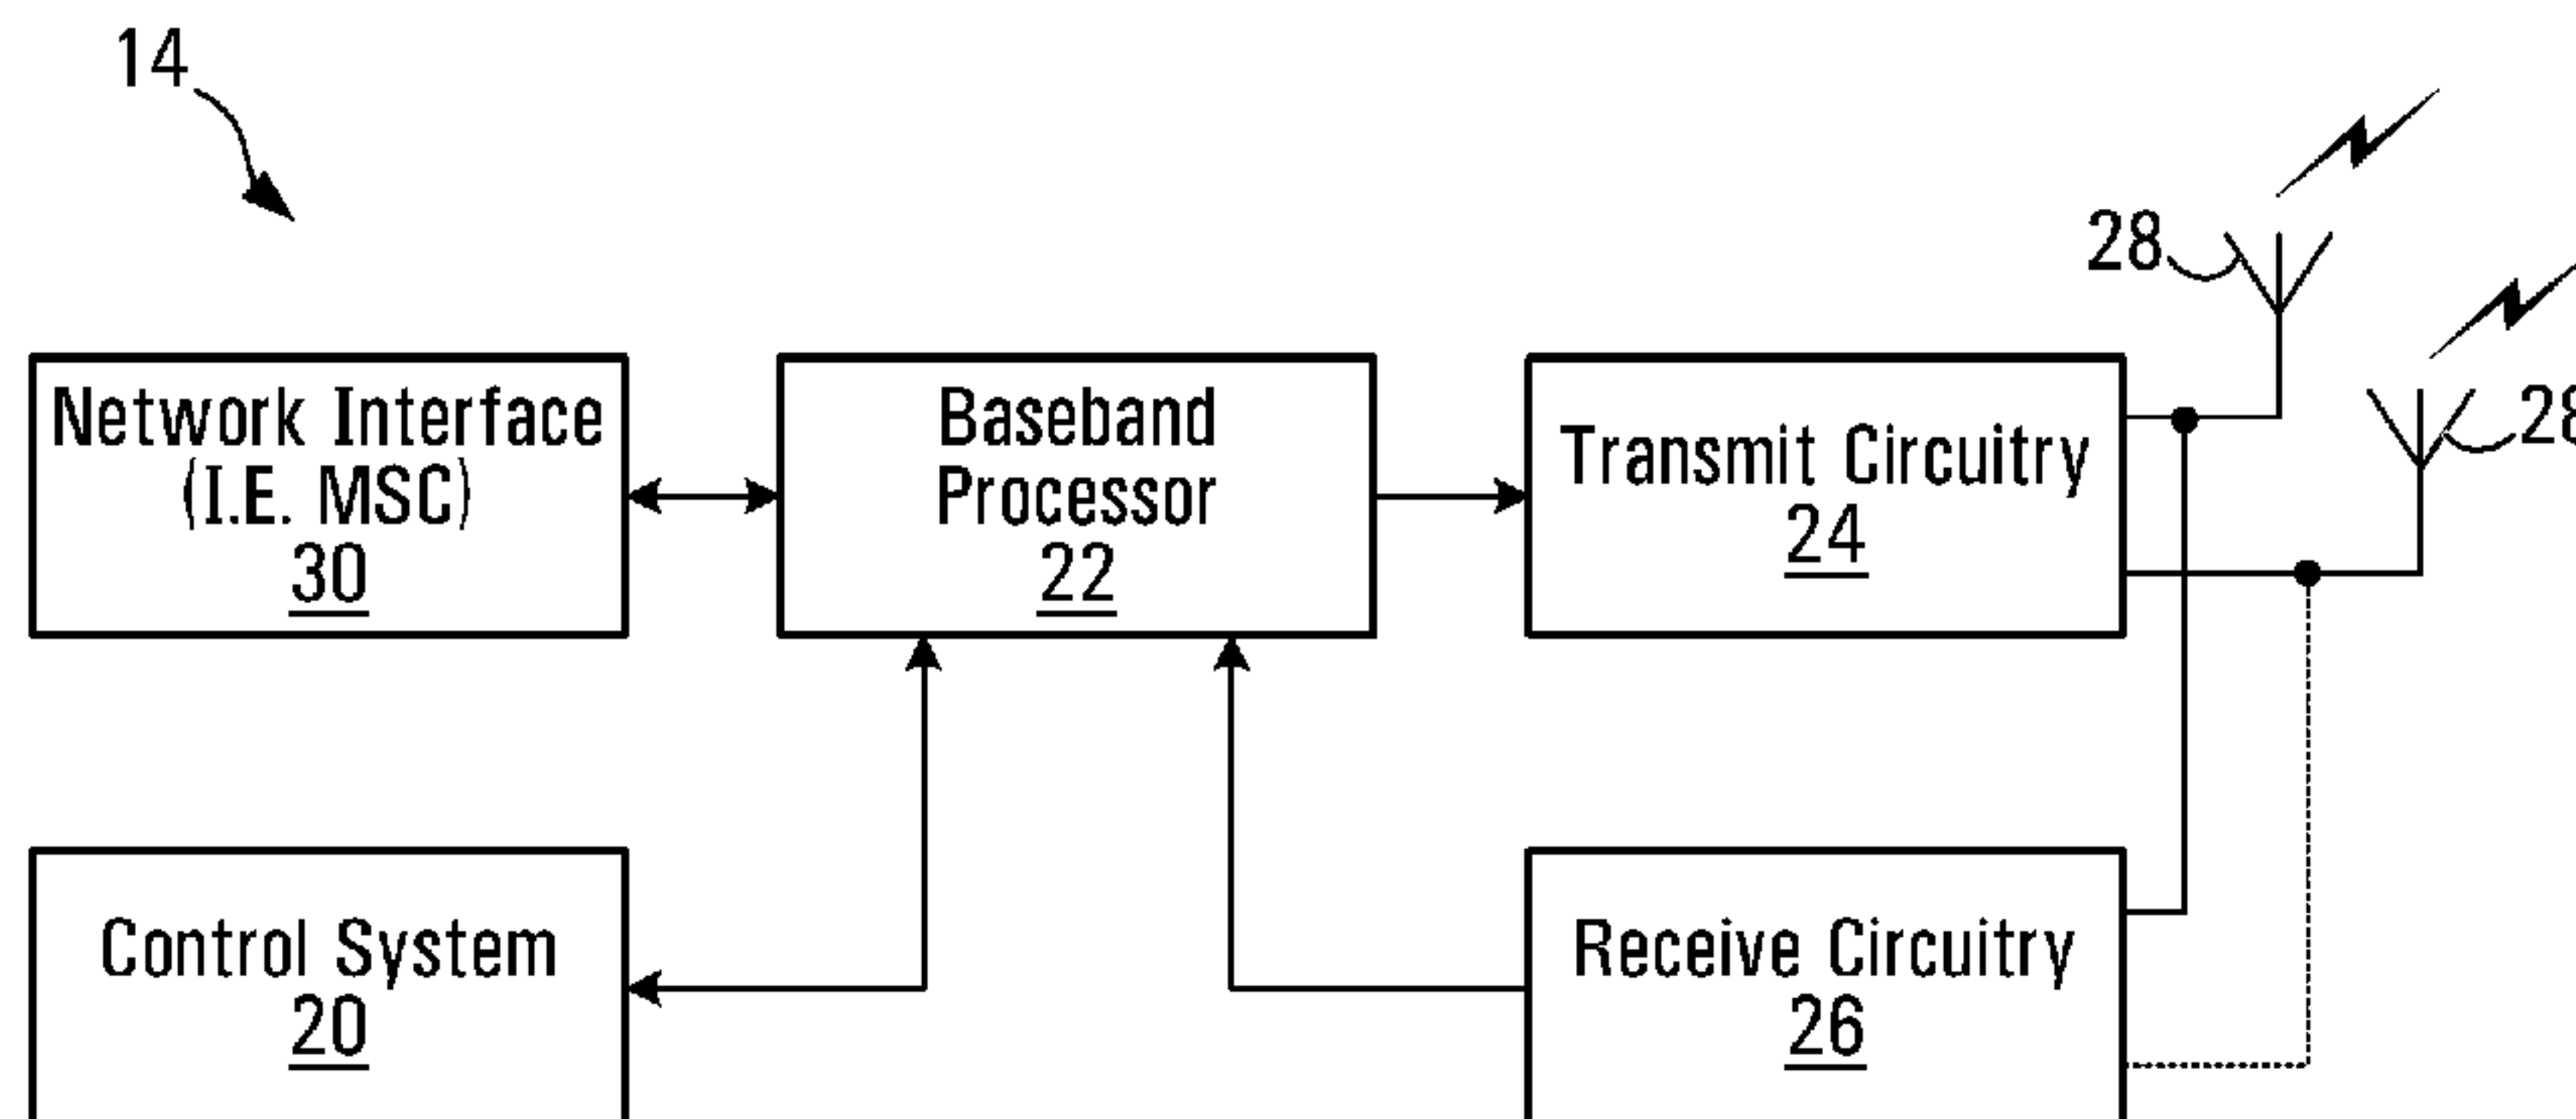 14
28
28
Network Interface
(I.E. MSC)
30
Baseband
Processor
22
Transmit Circuitry
24
Control System
20
Receive Circuitry
26